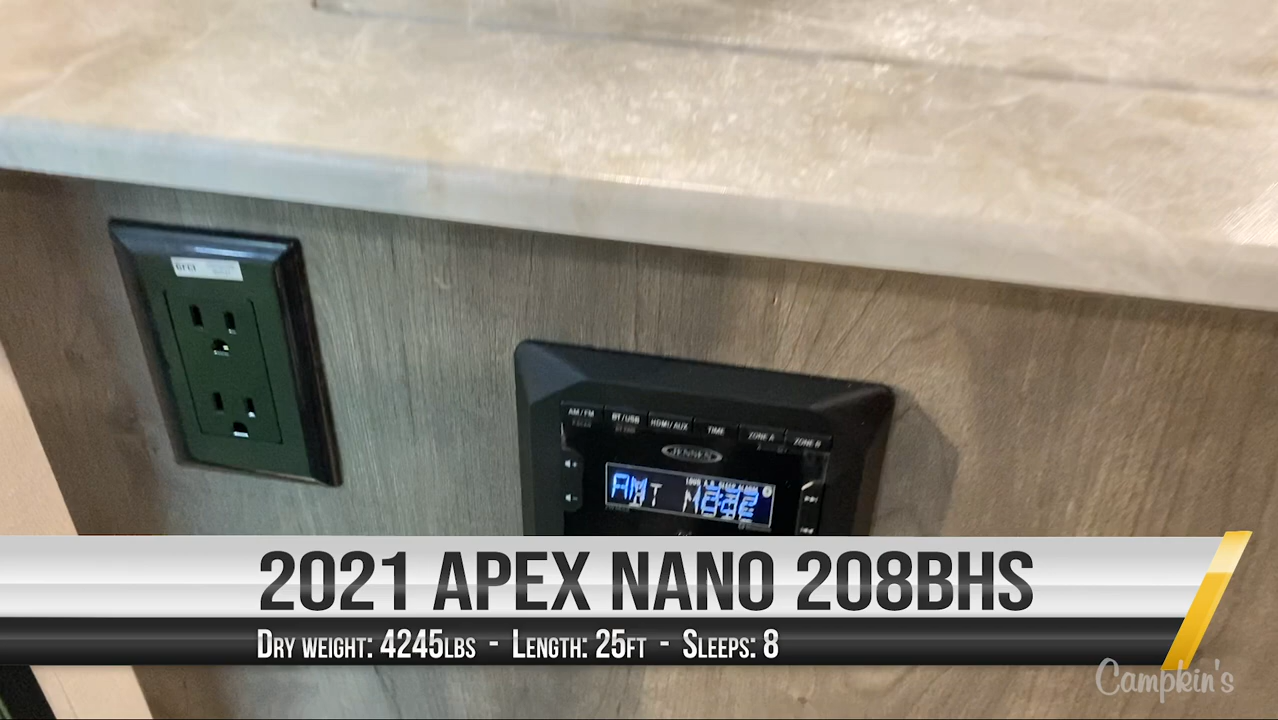 GFCI
AM/FM
BT/USB
HDMI/AUX
TIME
ZONE A
ZONE B
JENSEN
2021 APEX NANO 208BHS
DRY WEIGHT: 4245LBS - LENGTH: 25FT - SLEEPS: 8
Campkin's